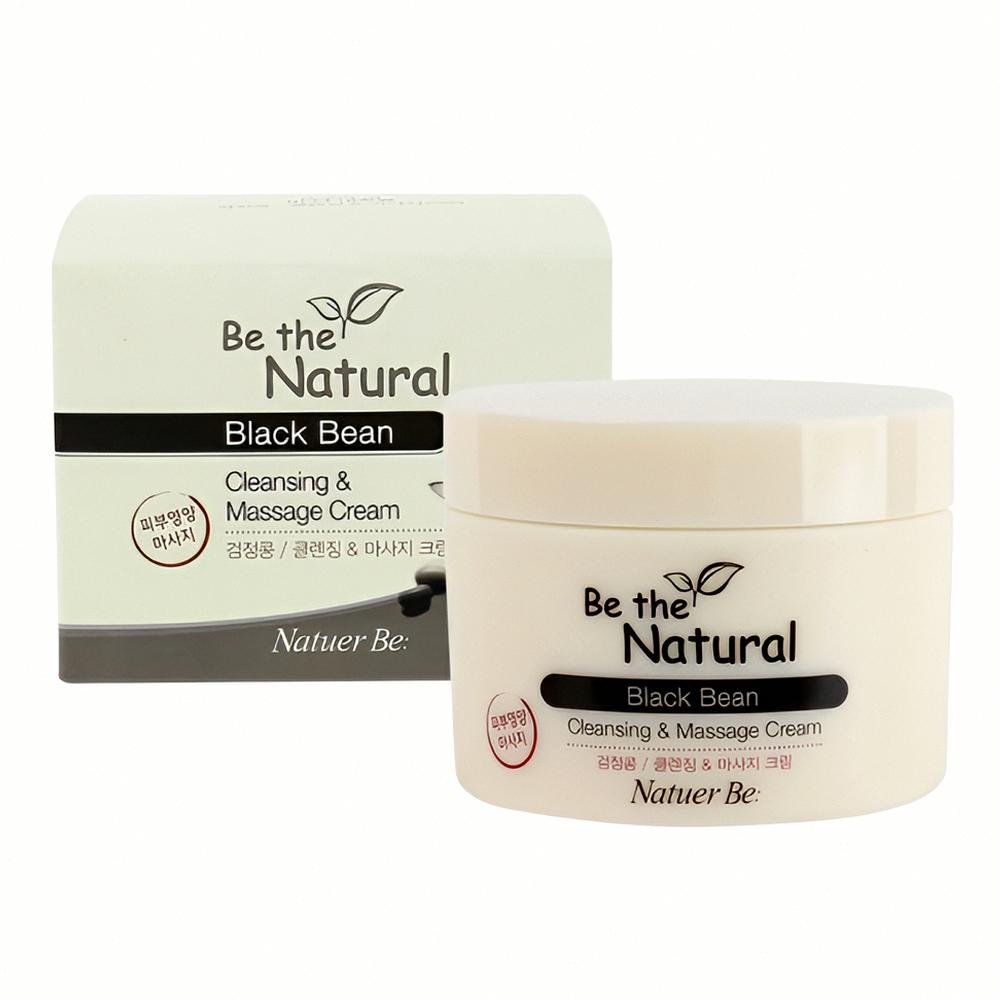 Be the
Natural
Black Bean
Cleansing &
Massage Cream
피부영양
마사지
검정콩 / 클렌징 & 마사지 크림
Natuer Be:
Be the
Natural
Black Bean
Cleansing & Massage Cream
피부영양
마사지
검정콩 / 클렌징 & 마사지 크림
Natuer Be: